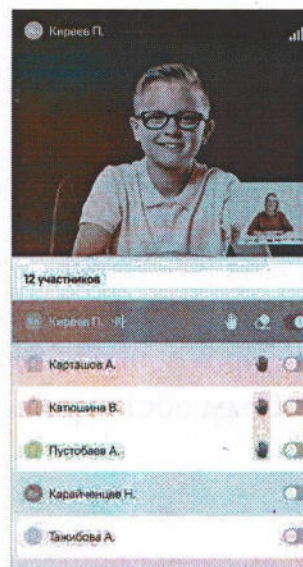 Киреев П.
12 участников
Киреев П.
Карташов А.
Катюшина В.
Пустобаев А.
Карайченцев Н.
Тажибова А.